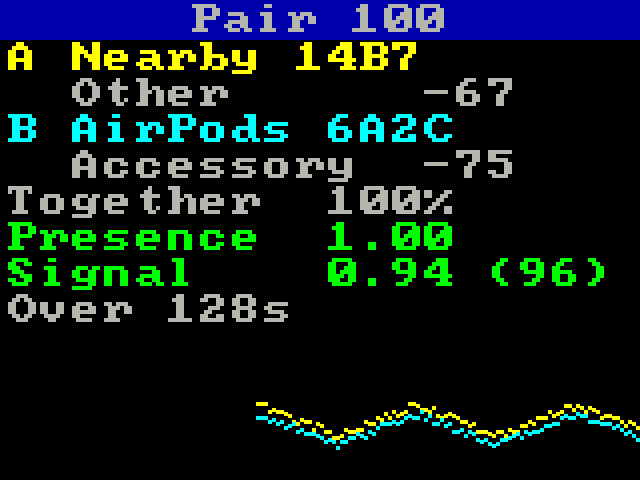 Pair 100
A Nearby 14B7
Other -67
B AirPods 6A2C
Accessory -75
Together 100%
Presence 1.00
Signal 0.94 (96)
Over 128s